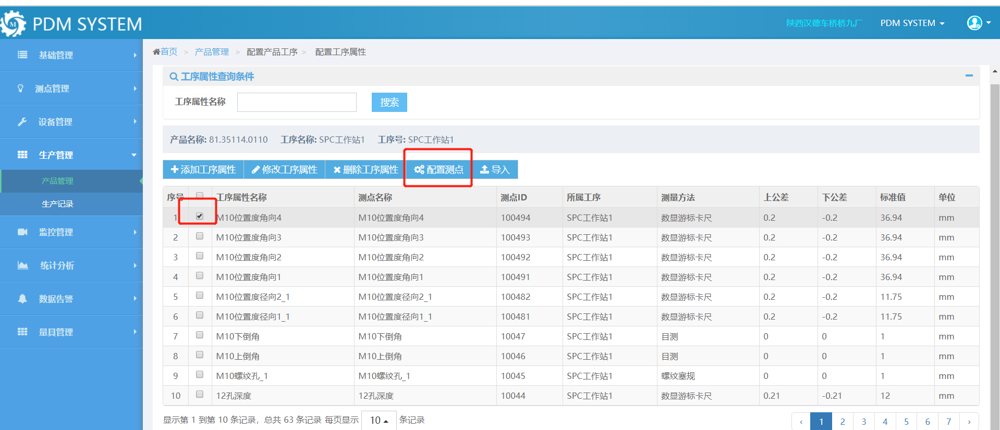 M PDM SYSTEM
陕西汉德车桥桥九厂 PDM SYSTEM
基础管理
测点管理
设备管理
生产管理
产品管理
生产记录
监控管理
统计分析
数据告警
量具管理
首页 > 产品管理 > 配置产品工序 > 配置工序属性
工序属性查询条件
工序属性名称 搜索
产品名称: 81.35114.0110 工序名称: SPC工作站1 工序号: SPC工作站1
添加工序属性 修改工序属性 删除工序属性 配置测点 导入
序号 工序属性名称 测点名称 测点ID 所属工序 测量方法 上公差 下公差 标准值 单位
1 M10位置度角向4 M10位置度角向4 100494 SPC工作站1 数显游标卡尺 0.2 -0.2 36.94 mm
2 M10位置度角向3 M10位置度角向3 100493 SPC工作站1 数显游标卡尺 0.2 -0.2 36.94 mm
3 M10位置度角向2 M10位置度角向2 100492 SPC工作站1 数显游标卡尺 0.2 -0.2 36.94 mm
4 M10位置度角向1 M10位置度角向1 100491 SPC工作站1 数显游标卡尺 0.2 -0.2 36.94 mm
5 M10位置度径向2_1 M10位置度径向2_1 100482 SPC工作站1 数显游标卡尺 0.2 -0.2 11.75 mm
6 M10位置度径向1_1 M10位置度径向1_1 100481 SPC工作站1 数显游标卡尺 0.2 -0.2 11.75 mm
7 M10下倒角 M10下倒角 10047 SPC工作站1 目测 0 0 1 mm
8 M10上倒角 M10上倒角 10046 SPC工作站1 目测 0 0 1 mm
9 M10螺纹孔_1 M10螺纹孔_1 10045 SPC工作站1 螺纹塞规 0 0 1 mm
10 12孔深度 12孔深度 10044 SPC工作站1 数显游标卡尺 0.21 -0.21 12 mm
显示第 1 到第 10 条记录，总共 63 条记录 每页显示 10 条记录
‹ 1 2 3 4 5 6 7 ›